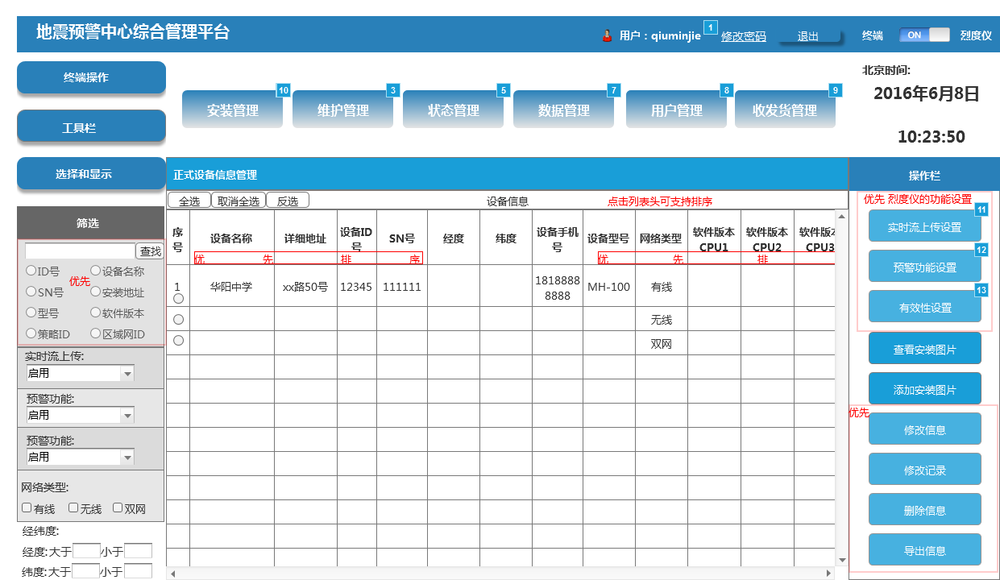 地震预警中心综合管理平台
用户：qiuminjie 1 修改密码 退出 终端 ON 烈度仪
终端操作
工具栏
安装管理 10
维护管理 3
状态管理 5
数据管理 7
用户管理 8
收发货管理 9
北京时间:
2016年6月8日
10:23:50
选择和显示
筛选
查找
ID号 设备名称
优先
SN号 安装地址
型号 软件版本
策略ID 区域网ID
实时流上传:
启用
预警功能:
启用
预警功能:
启用
网络类型:
有线 无线 双网
经纬度:
经度:大于 小于
纬度:大于 小于
正式设备信息管理
全选 取消全选 反选 设备信息 点击列表头可支持排序
序号 设备名称 详细地址 设备ID号 SN号 经度 纬度 设备手机号 设备型号 网络类型 软件版本CPU1 软件版本CPU2 软件版本CPU3
优 先 排 序 优 先 排
1 华阳中学 xx路50号 12345 111111 18188888888 MH-100 有线
无线
双网
操作栏
优先 烈度仪的功能设置
实时流上传设置 11
预警功能设置 12
有效性设置 13
查看安装图片
添加安装图片
优先
修改信息
修改记录
删除信息
导出信息